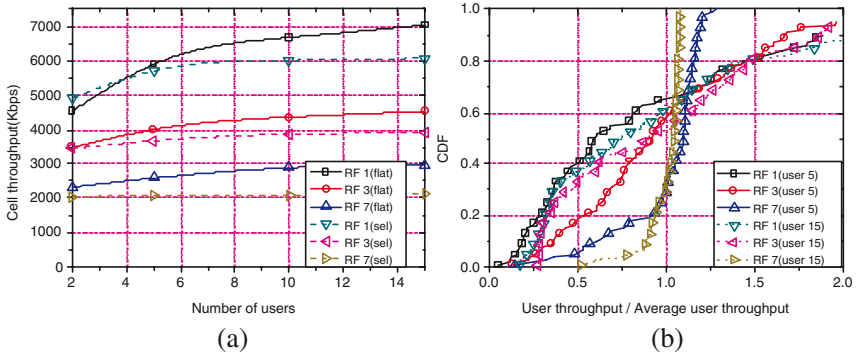 7000
6000
5000
4000
3000
2000
1000
0
Cell throughput(Kbps)
2 4 6 8 10 12 14
Number of users
RF 1(flat)
RF 3(flat)
RF 7(flat)
RF 1(sel)
RF 3(sel)
RF 7(sel)
(a)
1.0
0.8
0.6
0.4
0.2
0.0
CDF
0.0 0.5 1.0 1.5 2.0
User throughput / Average user throughput
RF 1(user 5)
RF 3(user 5)
RF 7(user 5)
RF 1(user 15)
RF 3(user 15)
RF 7(user 15)
(b)